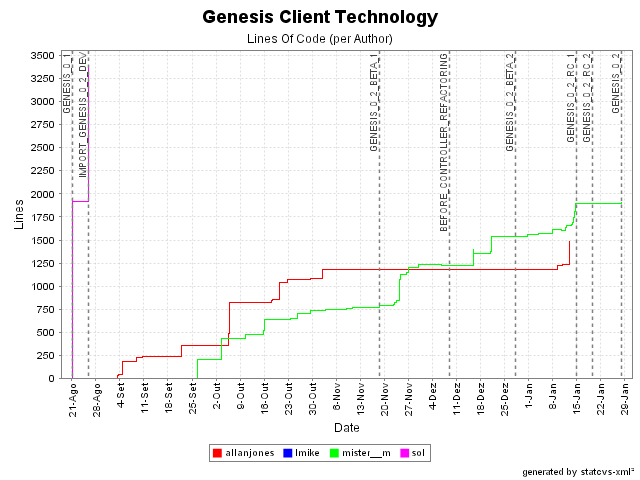 Genesis Client Technology
Lines Of Code (per Author)
Lines
3500
3250
3000
2750
2500
2250
2000
1750
1500
1250
1000
750
500
250
0
GENESIS_0_1
IMPORT_GENESIS_0_2_DEV
GENESIS_0_2_BETA_1
BEFORE_CONTROLLER_REFACTORING
GENESIS_0_2_BETA_2
GENESIS_0_2_RC_1
GENESIS_0_2_RC_2
GENESIS_0_2
21-Ago
28-Ago
4-Set
11-Set
18-Set
25-Set
2-Out
9-Out
16-Out
23-Out
30-Out
6-Nov
13-Nov
20-Nov
27-Nov
4-Dez
11-Dez
18-Dez
25-Dez
1-Jan
8-Jan
15-Jan
22-Jan
29-Jan
Date
allanjones lmike mister__m sol
generated by statcvs-xml²